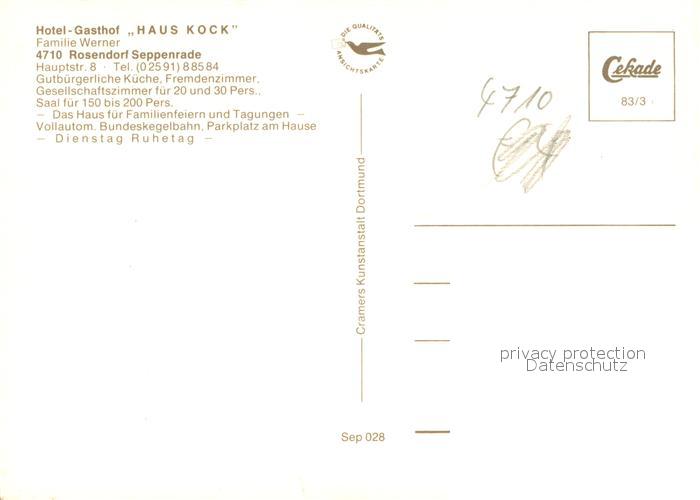 Hotel-Gasthof „HAUS KOCK"
Familie Werner
4710 Rosendorf Seppenrade
Hauptstr. 8 · Tel. (02591) 88584
Gutbürgerliche Küche, Fremdenzimmer,
Gesellschaftszimmer für 20 und 30 Pers.,
Saal für 150 bis 200 Pers.
– Das Haus für Familienfeiern und Tagungen –
Vollautom. Bundeskegelbahn, Parkplatz am Hause
– Dienstag Ruhetag –
DIE QUALITÄTS
ANSICHTSKARTE
Cramers Kunstanstalt Dortmund
Sep 028
4710
Cekade
83/3
privacy protection
Datenschutz